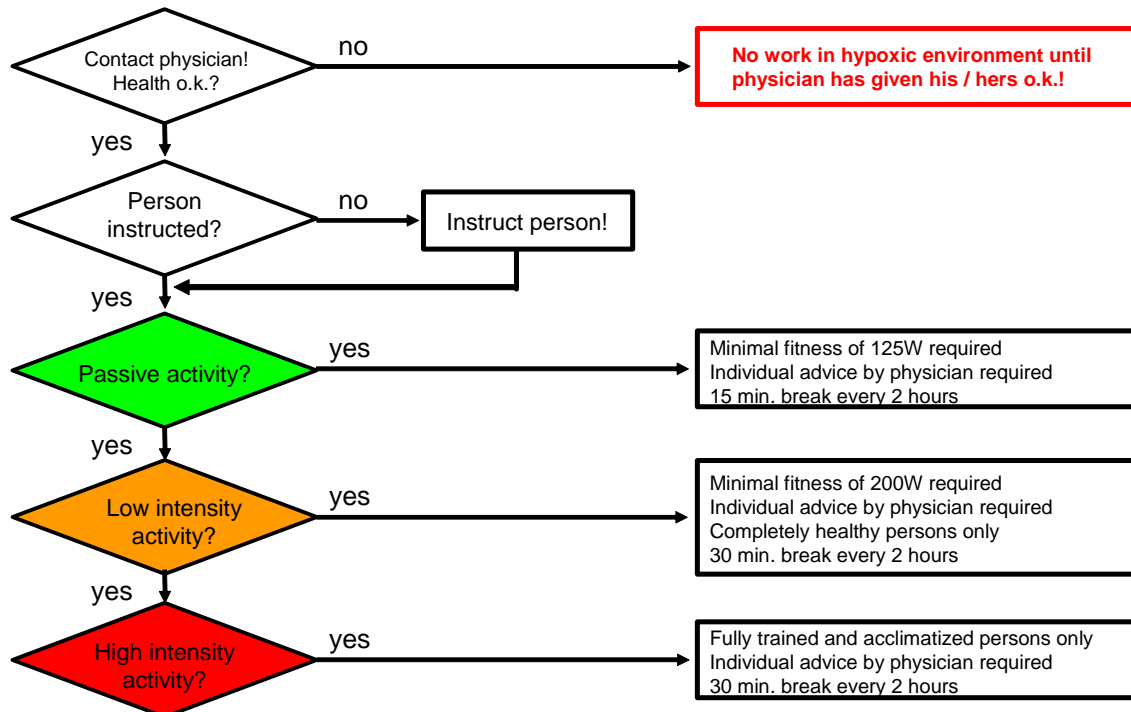 Contact physician!
Health o.k.?
no
No work in hypoxic environment until
physician has given his / hers o.k.!
yes
Person
instructed?
no
Instruct person!
yes
Passive activity?
yes
Minimal fitness of 125W required
Individual advice by physician required
15 min. break every 2 hours
yes
Low intensity
activity?
yes
Minimal fitness of 200W required
Individual advice by physician required
Completely healthy persons only
30 min. break every 2 hours
yes
High intensity
activity?
yes
Fully trained and acclimatized persons only
Individual advice by physician required
30 min. break every 2 hours